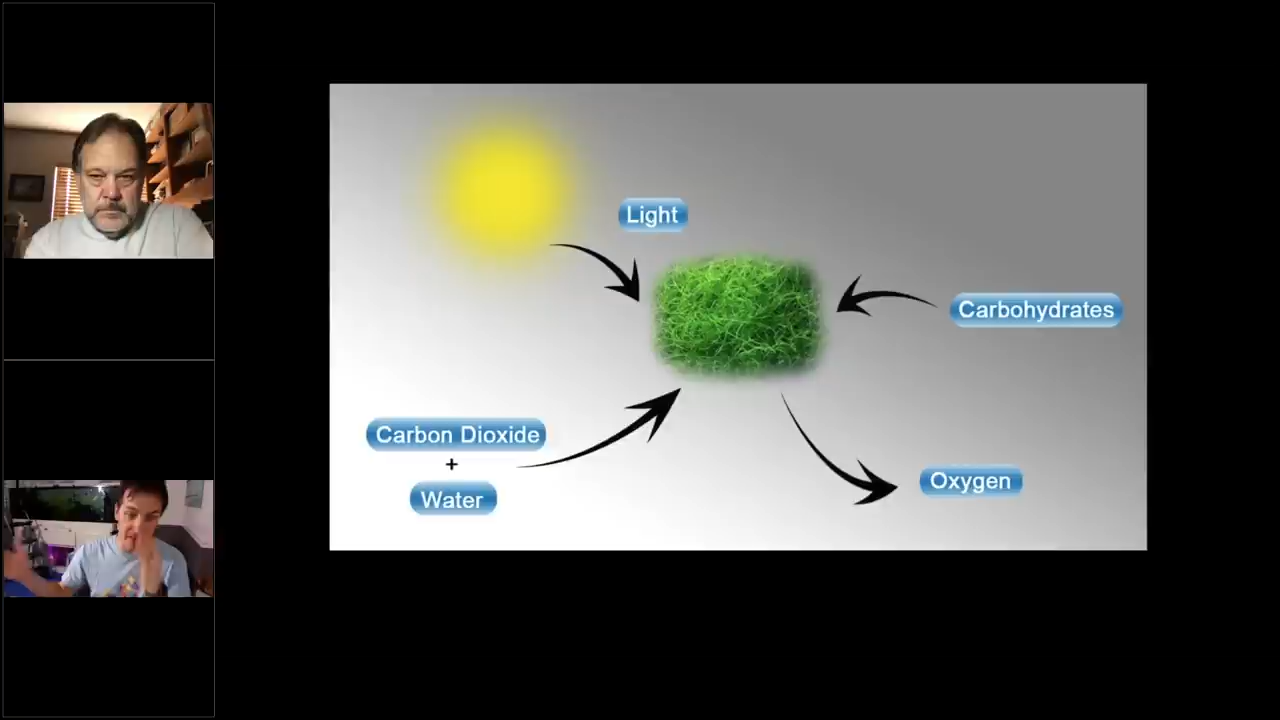 Light
Carbohydrates
Carbon Dioxide
+
Water
Oxygen